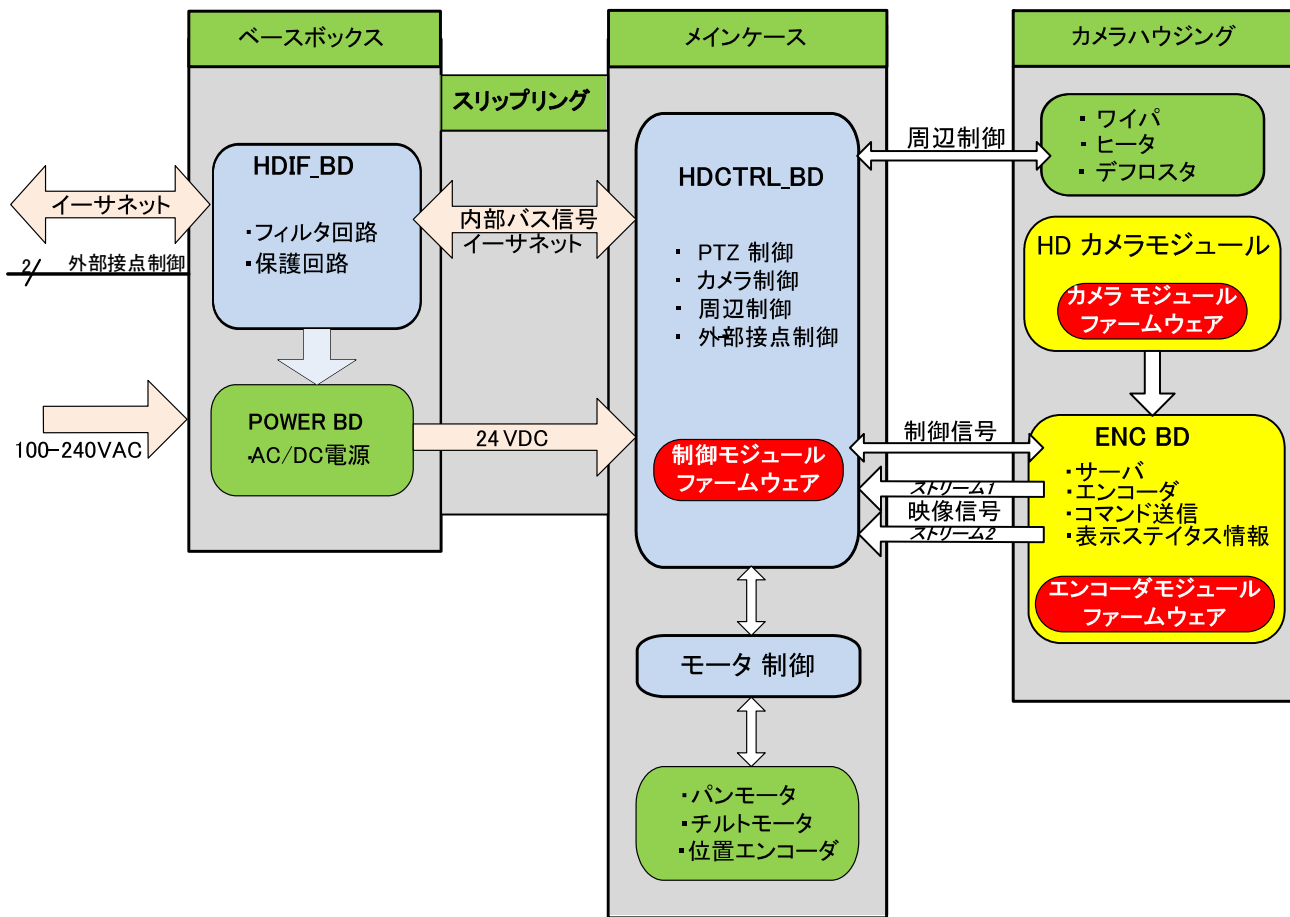 ベースボックス
スリップリング
メインケース
カメラハウジング
イーサネット
2
外部接点制御
100-240VAC
HDIF_BD
・フィルタ回路
・保護回路
POWER BD
・AC/DC電源
内部バス信号
イーサネット
24 VDC
HDCTRL_BD
・ PTZ 制御
・ カメラ制御
・ 周辺制御
・ 外部接点制御
制御モジュール
ファームウェア
モータ 制御
・パンモータ
・チルトモータ
・位置エンコーダ
周辺制御
制御信号
ストリーム1
映像信号
ストリーム2
・ ワイパ
・ ヒータ
・ デフロスタ
HD カメラモジュール
カメラ モジュール
ファームウェア
ENC BD
・サーバ
・エンコーダ
・コマンド送信
・表示ステイタス情報
エンコーダモジュール
ファームウェア